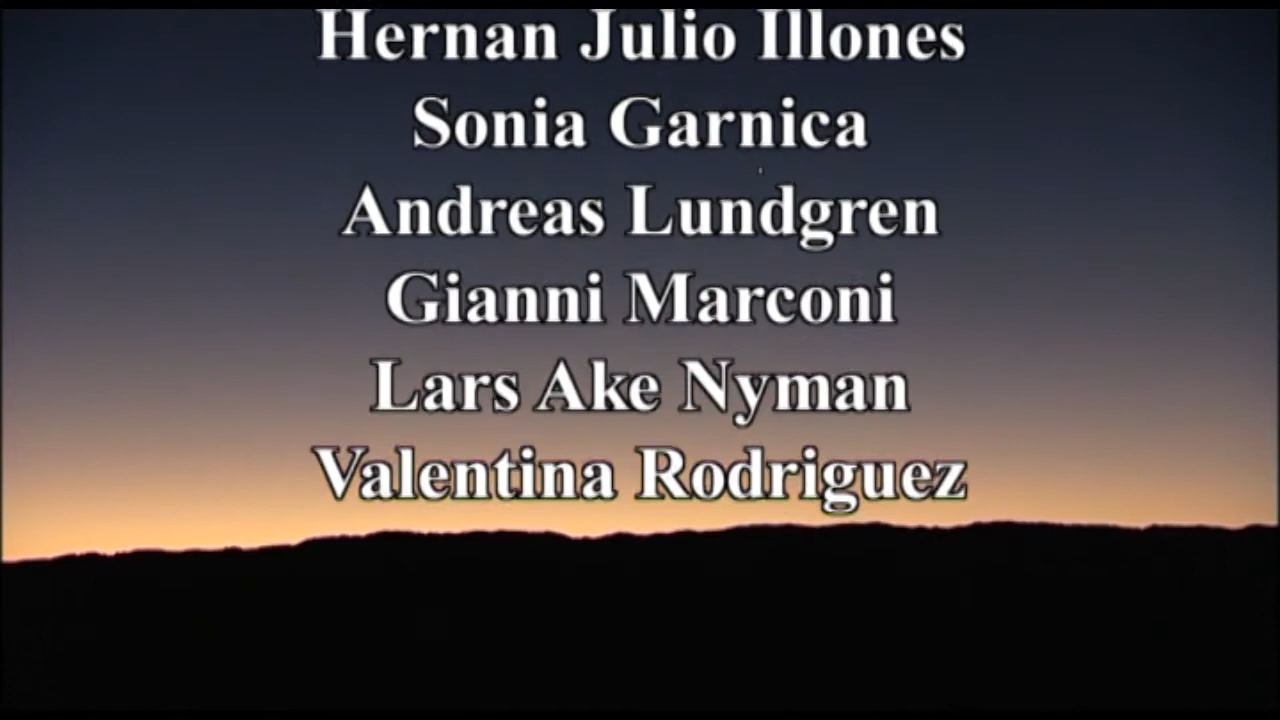 Hernan Julio Illones
Sonia Garnica
Andreas Lundgren
Gianni Marconi
Lars Ake Nyman
Valentina Rodriguez